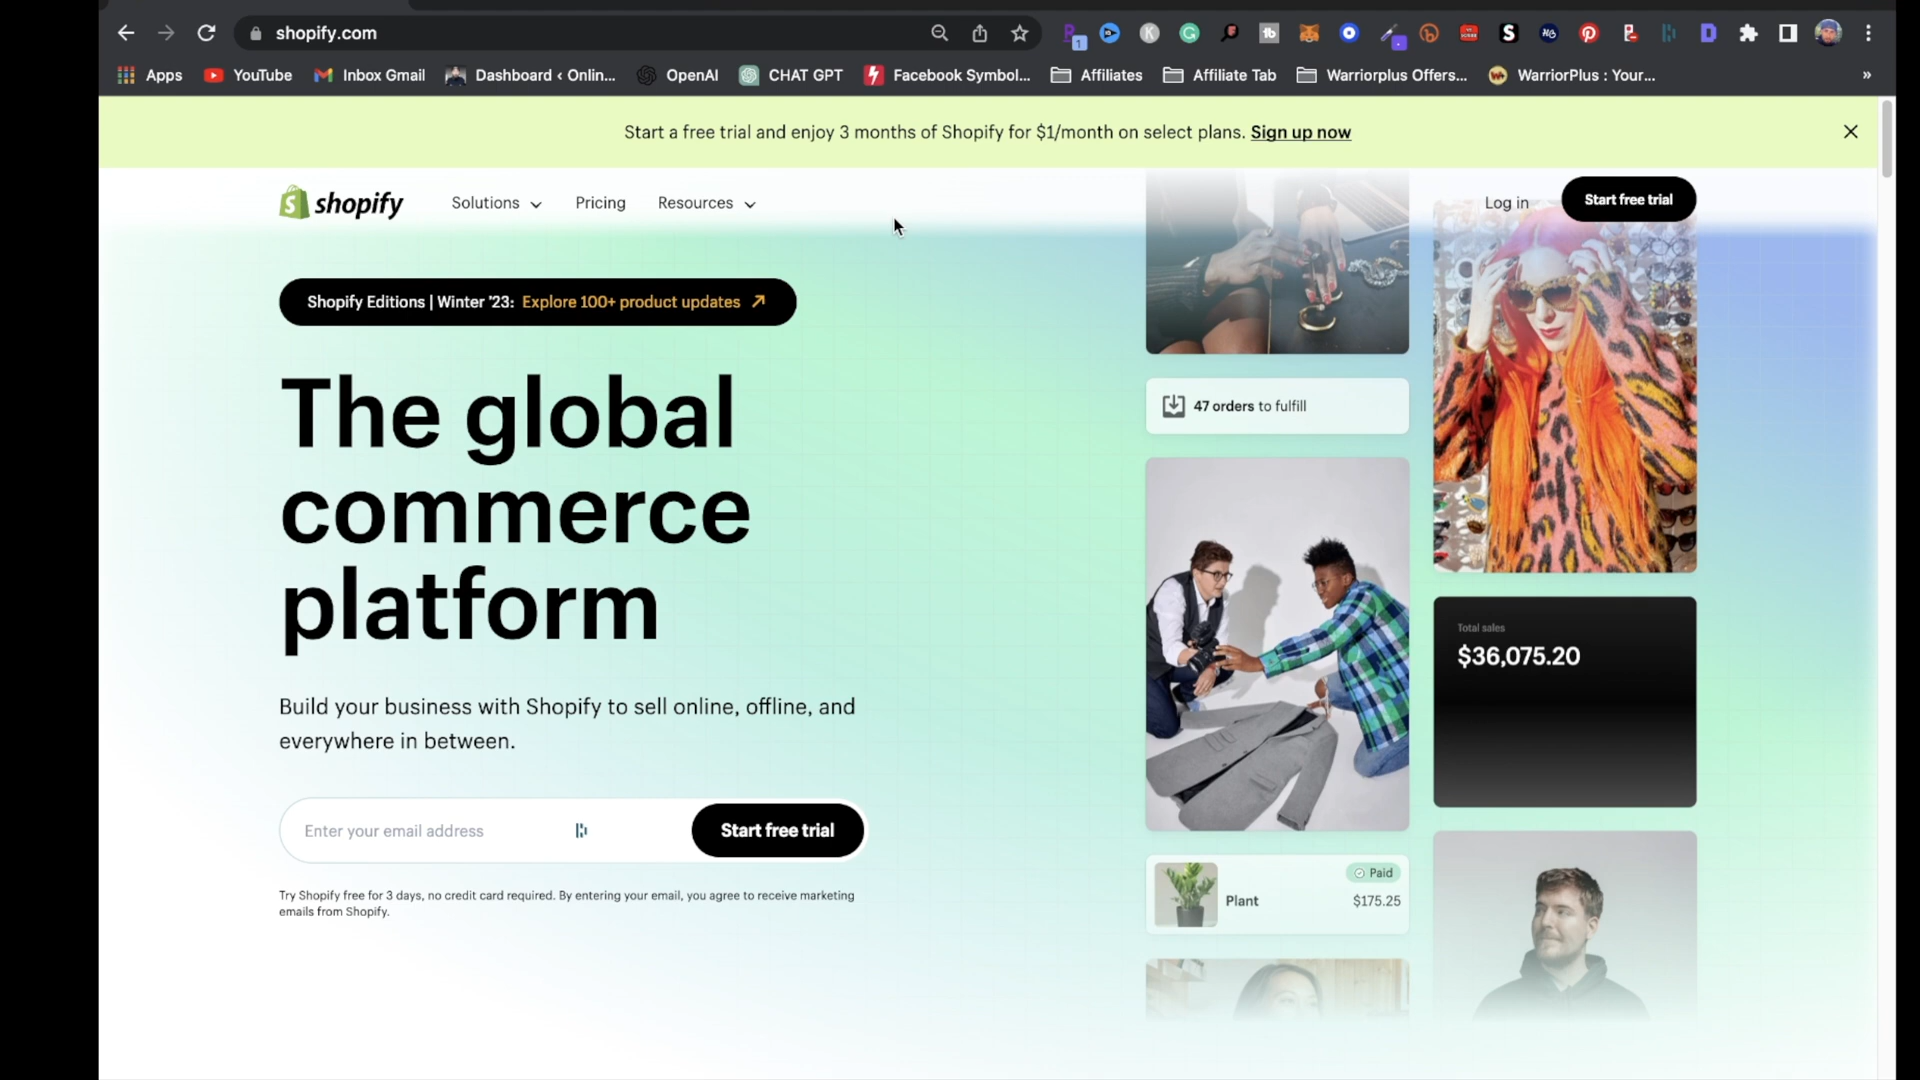 shopify.com
Apps
YouTube
Inbox Gmail
Dashboard ‹ Onlin...
OpenAI
CHAT GPT
Facebook Symbol...
Affiliates
Affiliate Tab
Warriorplus Offers...
WarriorPlus : Your...
Start a free trial and enjoy 3 months of Shopify for $1/month on select plans. Sign up now
shopify
Solutions
Pricing
Resources
Log in
Start free trial
Shopify Editions | Winter '23: Explore 100+ product updates
The global
commerce
platform
Build your business with Shopify to sell online, offline, and
everywhere in between.
Enter your email address
Start free trial
Try Shopify free for 3 days, no credit card required. By entering your email, you agree to receive marketing
emails from Shopify.
47 orders to fulfill
Total sales
$36,075.20
Paid
Plant
$175.25